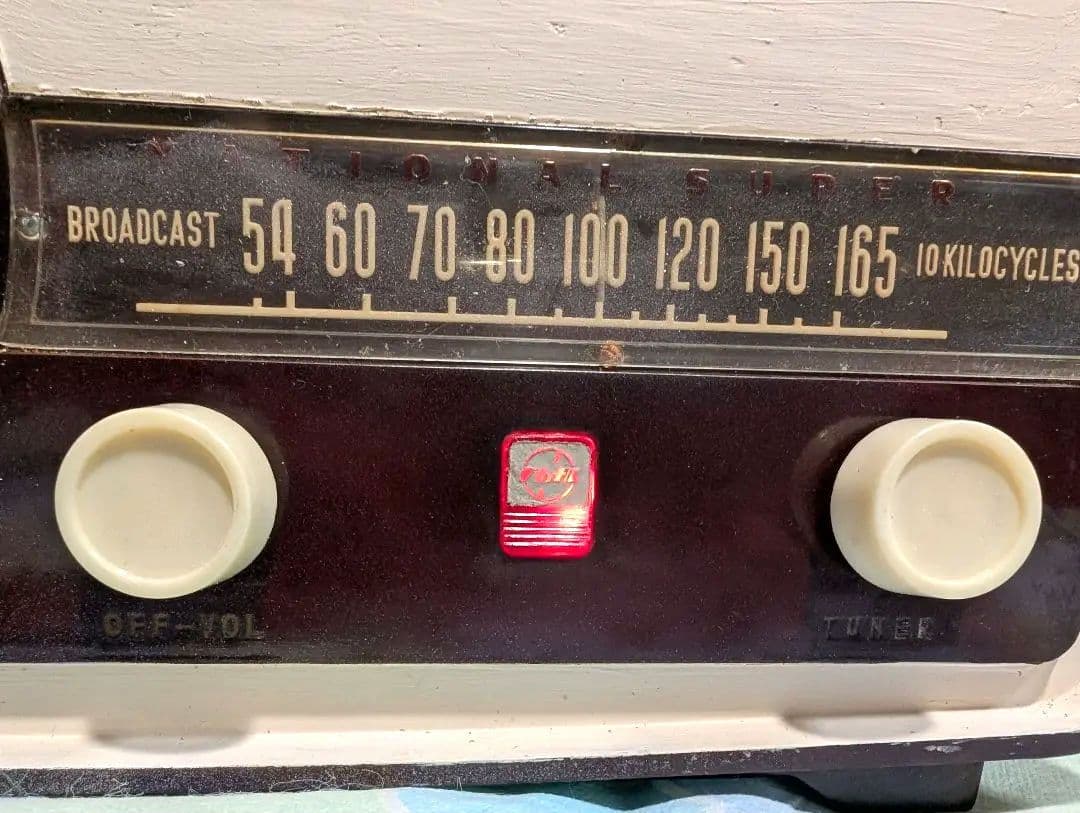 NATIONAL SUPER
BROADCAST 54 60 70 80 100 120 150 165 10 KILOCYCLES
OFF-VOL
TUNER